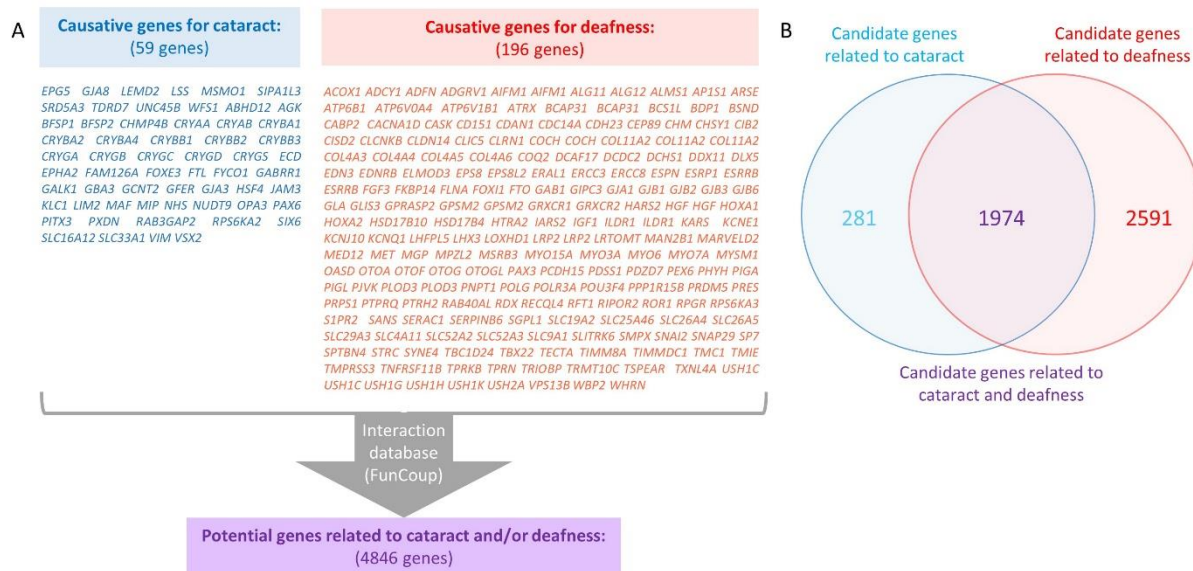 A
Causative genes for cataract:
(59 genes)
EPG5 GJA8 LEMD2 LSS MSMO1 SIPA1L3
SRD5A3 TDRD7 UNC45B WFS1 ABHD12 AGK
BFSP1 BFSP2 CHMP4B CRYAA CRYAB CRYBA1
CRYBA2 CRYBA4 CRYBB1 CRYBB2 CRYBB3
CRYGA CRYGB CRYGC CRYGD CRYGS ECD
EPHA2 FAM126A FOXE3 FTL FYCO1 GABRR1
GALK1 GBA3 GCNT2 GFER GJA3 HSF4 JAM3
KLC1 LIM2 MAF MIP NHS NUDT9 OPA3 PAX6
PITX3 PXDN RAB3GAP2 RPS6KA2 SIX6
SLC16A12 SLC33A1 VIM VSX2
Causative genes for deafness:
(196 genes)
ACOX1 ADCY1 ADFN ADGRV1 AIFM1 AIFM1 ALG11 ALG12 ALMS1 AP1S1 ARSE
ATP6B1 ATP6V0A4 ATP6V1B1 ATRX BCAP31 BCAP31 BCS1L BDP1 BSND
CABP2 CACNA1D CASK CD151 CDAN1 CDC14A CDH23 CEP89 CHM CHSY1 CIB2
CISD2 CLCNKB CLDN14 CLIC5 CLRN1 COCH COCH COL11A2 COL11A2 COL11A2
COL4A3 COL4A4 COL4A5 COL4A6 COQ2 DCAF17 DCDC2 DCHS1 DDX11 DLX5
EDN3 EDNRB ELMOD3 EPS8 EPS8L2 ERAL1 ERCC3 ERCC8 ESPN ESRP1 ESRRB
ESRRB FGF3 FKBP14 FLNA FOXI1 FTO GAB1 GIPC3 GJA1 GJB1 GJB2 GJB3 GJB6
GLA GLIS3 GPRASP2 GPSM2 GPSM2 GRXCR1 GRXCR2 HARS2 HGF HGF HOXA1
HOXA2 HSD17B10 HSD17B4 HTRA2 IARS2 IGF1 ILDR1 ILDR1 KARS KCNE1
KCNJ10 KCNQ1 LHFPL5 LHX3 LOXHD1 LRP2 LRP2 LRTOMT MAN2B1 MARVELD2
MED12 MET MGP MPZL2 MSRB3 MYO15A MYO3A MYO6 MYO7A MYSM1
OASD OTOA OTOF OTOG OTOGL PAX3 PCDH15 PDSS1 PDZD7 PEX6 PHYH PIGA
PIGL PJVK PLOD3 PLOD3 PNPT1 POLG POLR3A POU3F4 PPP1R15B PRDM5 PRES
PRPS1 PTPRQ PTRH2 RAB40AL RDX RECQL4 RFT1 RIPOR2 ROR1 RPGR RPS6KA3
S1PR2 SANS SERAC1 SERPINB6 SGPL1 SLC19A2 SLC25A46 SLC26A4 SLC26A5
SLC29A3 SLC4A11 SLC52A2 SLC52A3 SLC9A1 SLITRK6 SMPX SNAI2 SNAP29 SP7
SPTBN4 STRC SYNE4 TBC1D24 TBX22 TECTA TIMM8A TIMMDC1 TMC1 TMIE
TMPRSS3 TNFRSF11B TPRKB TPRN TRIOBP TRMT10C TSPEAR TXNL4A USH1C
USH1C USH1G USH1H USH1K USH2A VPS13B WBP2 WHRN
Interaction
database
(FunCoup)
Potential genes related to cataract and/or deafness:
(4846 genes)
B
Candidate genes
related to cataract
Candidate genes
related to deafness
281
1974
2591
Candidate genes related to
cataract and deafness